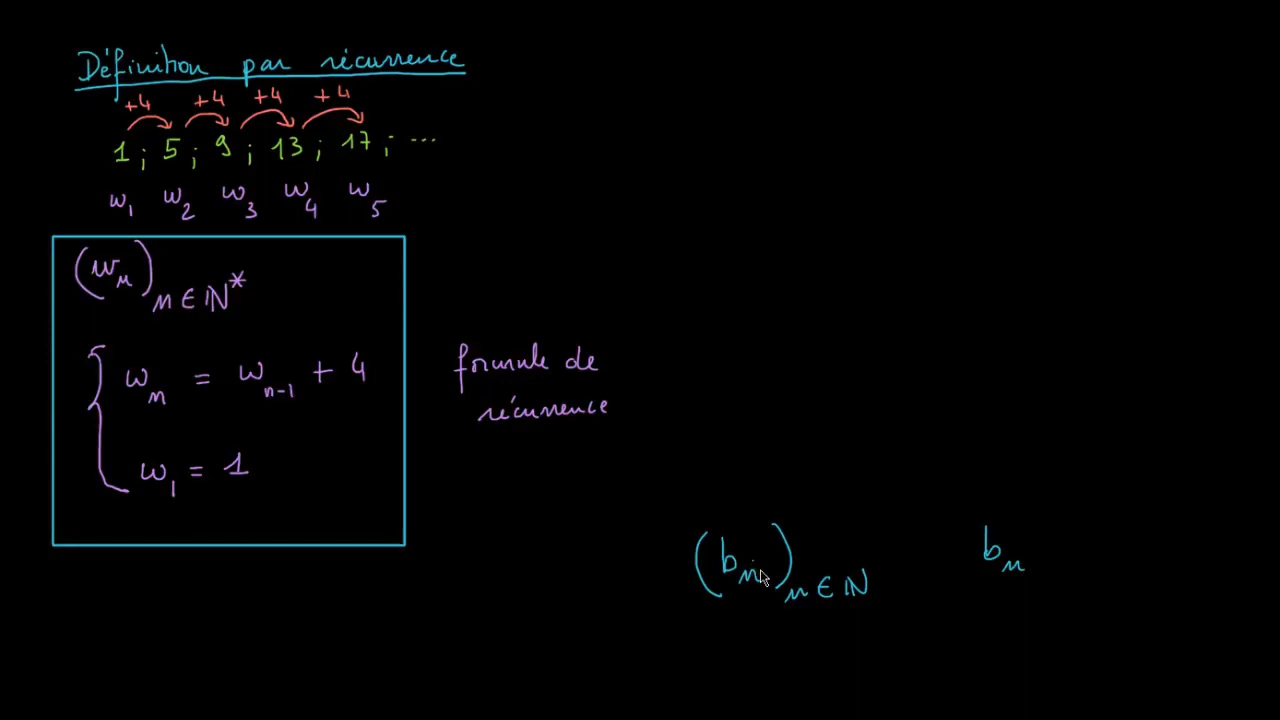 Définition par récurrence
+4 +4 +4 +4
1 ; 5 ; 9 ; 13 ; 17 ; ...
w₁ w₂ w₃ w₄ w₅
(wₙ)ₙ∈ℕ*
wₙ = wₙ₋₁ + 4
formule de
récurrence
w₁ = 1
(bₙ)ₙ∈ℕ bₙ